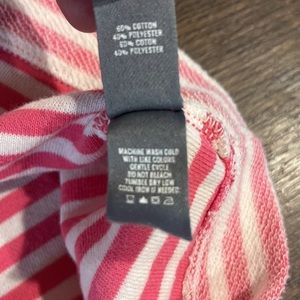 60% COTTON
40% POLYESTER
60% COTON
40% POLYESTER
MACHINE WASH COLD
WITH LIKE COLORS
GENTLE CYCLE
DO NOT BLEACH
TUMBLE DRY LOW
COOL IRON IF NEEDED